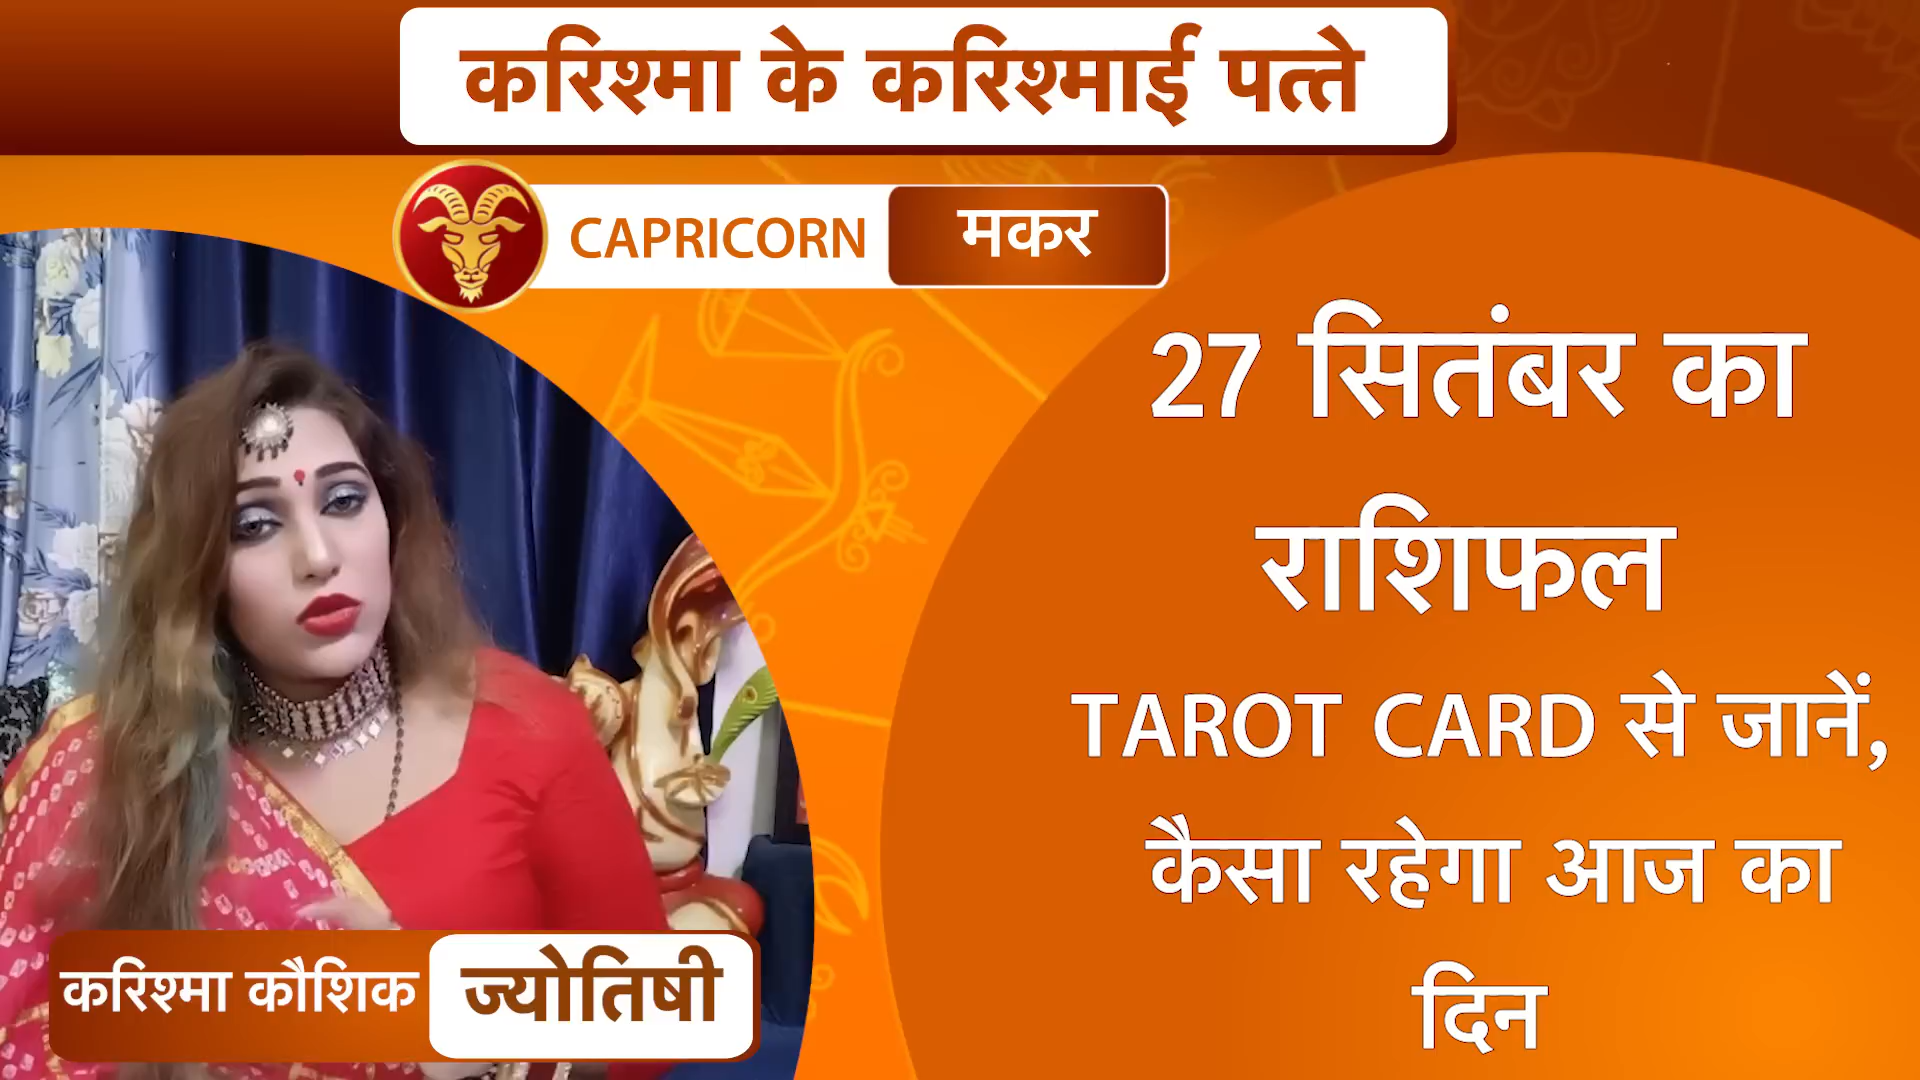 करिश्मा के करिश्माई पत्ते
CAPRICORN मकर
27 सितंबर का
राशिफल
TAROT CARD से जानें,
कैसा रहेगा आज का
दिन
करिश्मा कौशिक ज्योतिषी